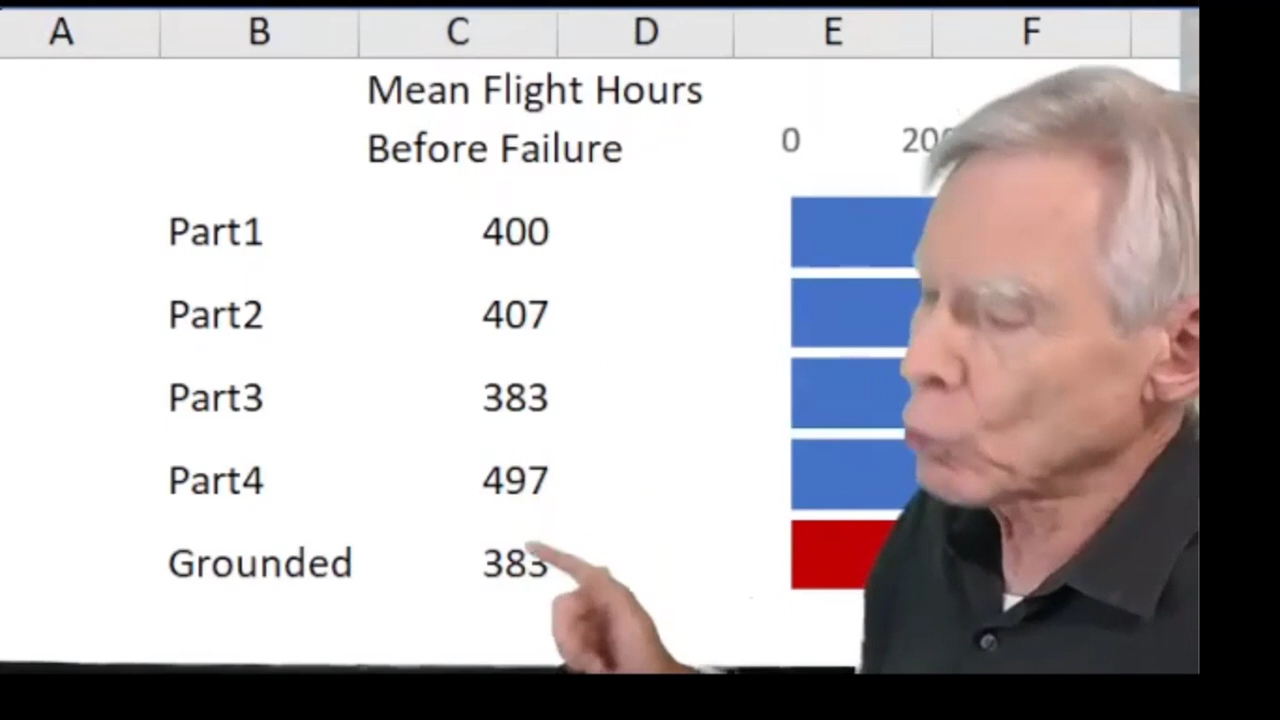 A B C D E F
Mean Flight Hours
Before Failure
0
Part1 400
Part2 407
Part3 383
Part4 497
Grounded 383